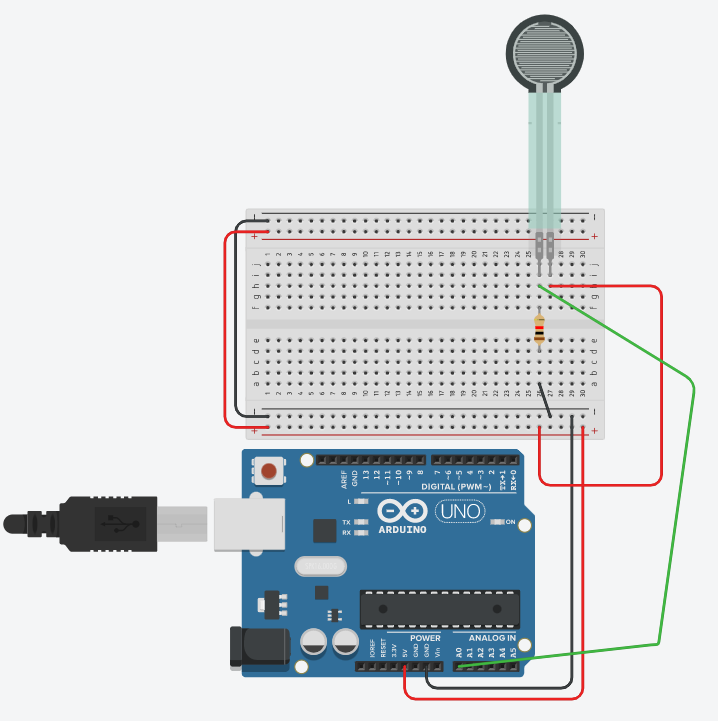 − −
+ +
1 2 3 4 5 6 7 8 9 10 11 12 13 14 15 16 17 18 19 20 21 22 23 24 25 26 27 28 29 30
j j
i i
h h
g g
f f
e e
d d
c c
b b
a a
1 2 3 4 5 6 7 8 9 10 11 12 13 14 15 16 17 18 19 20 21 22 23 24 25 26 27 28 29 30
− −
+ +
AREF GND 13 12 ~11 ~10 ~9 8 7 ~6 ~5 4 ~3 2 TX→1 RX←0
DIGITAL (PWM~)
L
TX
RX
ARDUINO
UNO
ON
POWER ANALOG IN
IOREF RESET 3.3V 5V GND GND Vin A0 A1 A2 A3 A4 A5